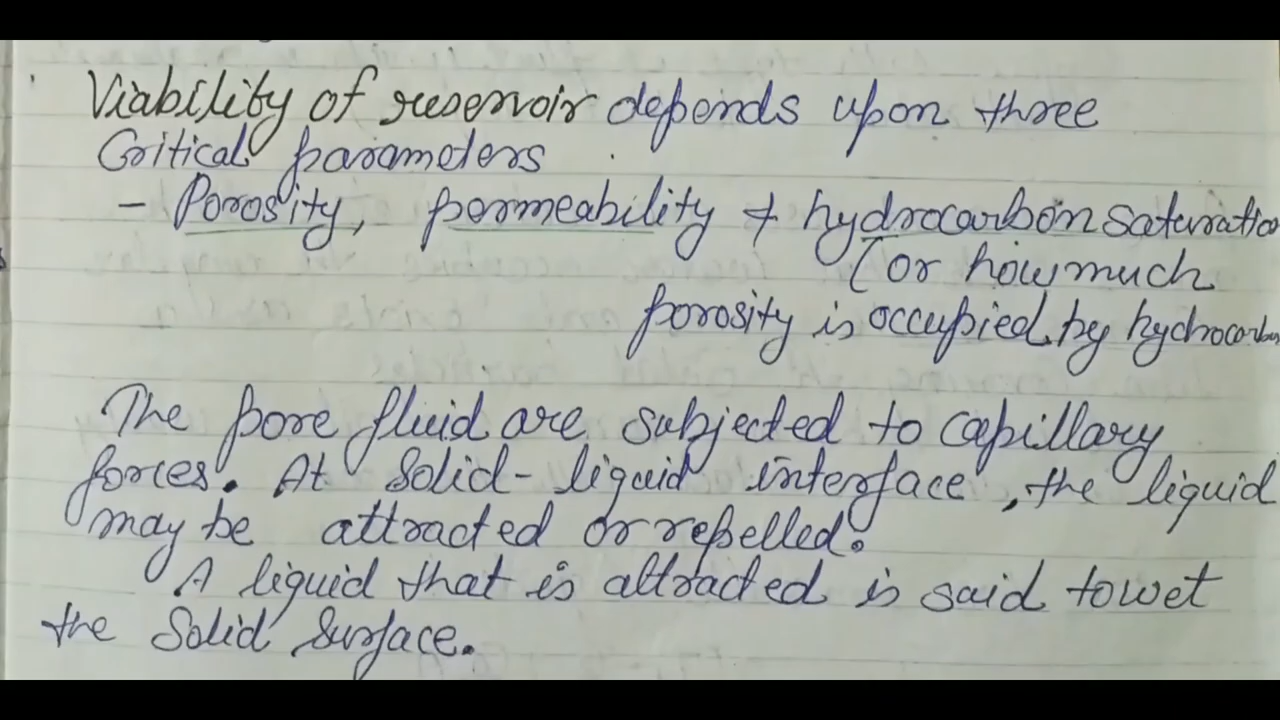 Viability of reservoir depends upon three
Critical parameters
- Porosity, permeability & hydrocarbon saturatio
(or how much
porosity is occupied by hydrocarbo
The pore fluid are subjected to capillary
forces. At solid-liquid interface, the liquid
may be attracted or repelled.
A liquid that is attracted is said to wet
the Solid Surface.